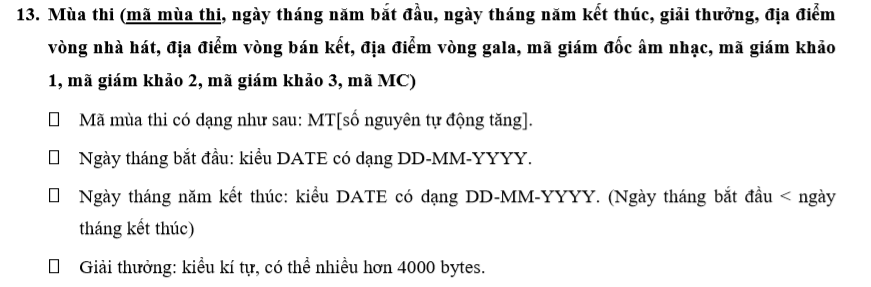 13. Mùa thi (mã mùa thi, ngày tháng năm bắt đầu, ngày tháng năm kết thúc, giải thưởng, địa điểm
vòng nhà hát, địa điểm vòng bán kết, địa điểm vòng gala, mã giám đốc âm nhạc, mã giám khảo
1, mã giám khảo 2, mã giám khảo 3, mã MC)
□ Mã mùa thi có dạng như sau: MT[số nguyên tự động tăng].
□ Ngày tháng bắt đầu: kiểu DATE có dạng DD-MM-YYYY.
□ Ngày tháng năm kết thúc: kiểu DATE có dạng DD-MM-YYYY. (Ngày tháng bắt đầu < ngày
tháng kết thúc)
□ Giải thưởng: kiểu kí tự, có thể nhiều hơn 4000 bytes.